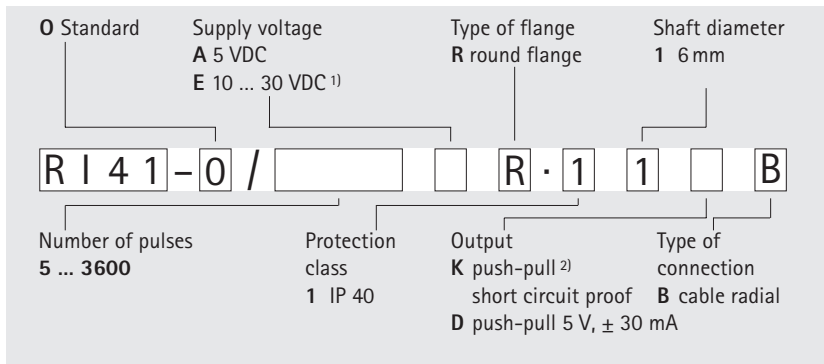 O Standard
Supply voltage
A 5 VDC
E 10 ... 30 VDC 1)
Type of flange
R round flange
Shaft diameter
1 6 mm
R I 4 1 – 0 / R · 1 1 B
Number of pulses
5 ... 3600
Protection
class
1 IP 40
Output
K push-pull 2)
short circuit proof
D push-pull 5 V, ± 30 mA
Type of
connection
B cable radial